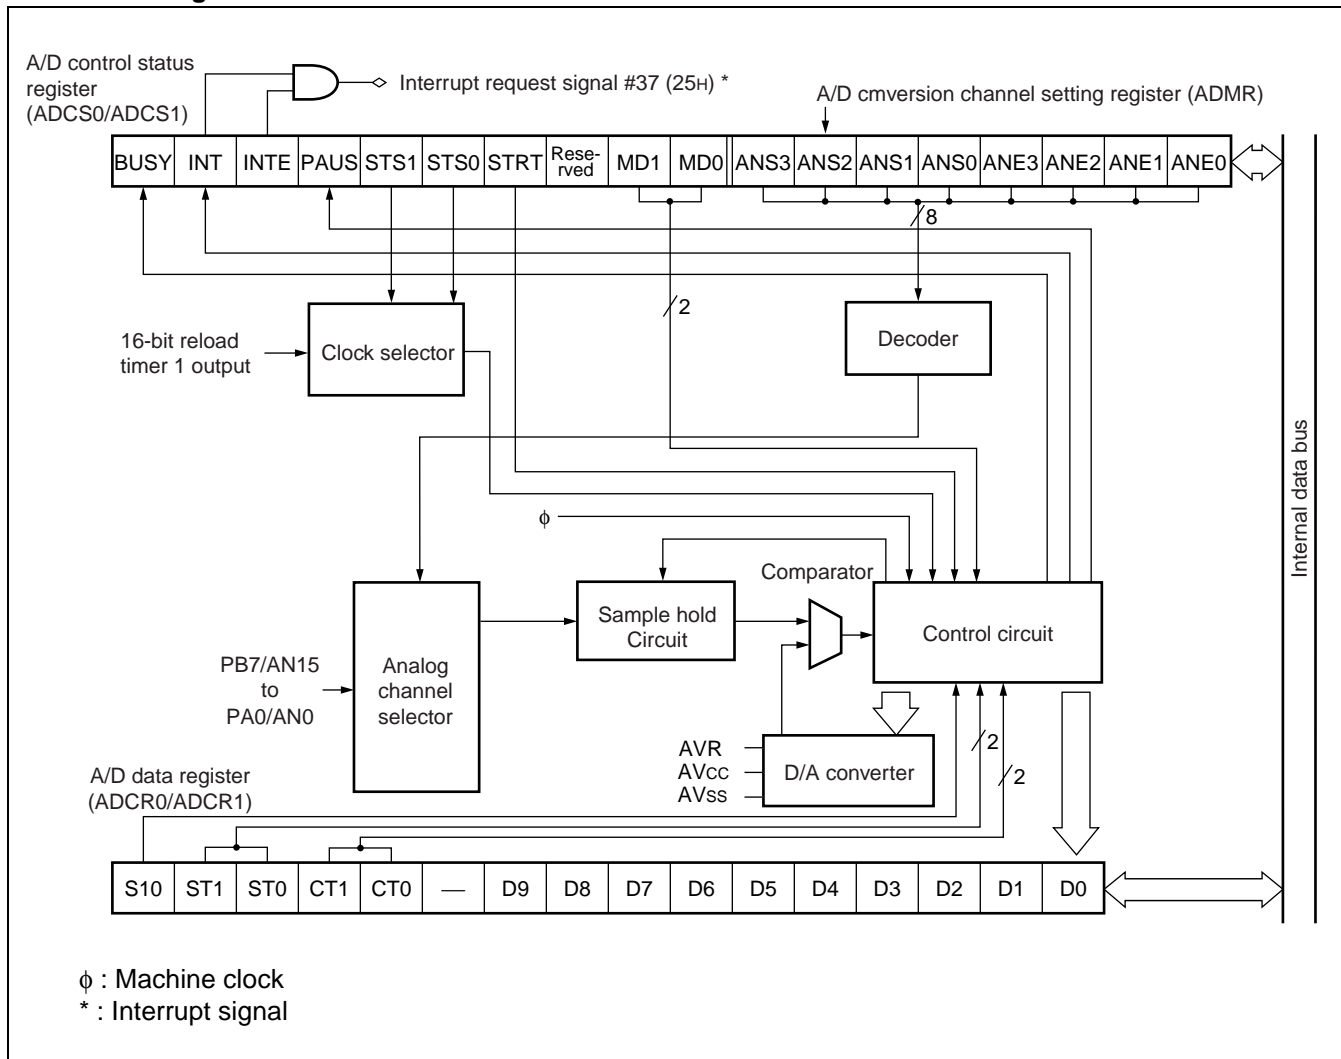 A/D control status
register
(ADCS0/ADCS1)
Interrupt request signal #37 (25H) *
A/D cmversion channel setting register (ADMR)
BUSY INT INTE PAUS STS1 STS0 STRT Rese-
rved MD1 MD0 ANS3 ANS2 ANS1 ANS0 ANE3 ANE2 ANE1 ANE0
8
2
16-bit reload
timer 1 output
Clock selector
Decoder
Internal data bus
ϕ
Comparator
Sample hold
Circuit
Control circuit
PB7/AN15
to
PA0/AN0
Analog
channel
selector
2
2
AVR
AVCC
AVSS
D/A converter
A/D data register
(ADCR0/ADCR1)
S10 ST1 ST0 CT1 CT0 — D9 D8 D7 D6 D5 D4 D3 D2 D1 D0
ϕ : Machine clock
* : Interrupt signal